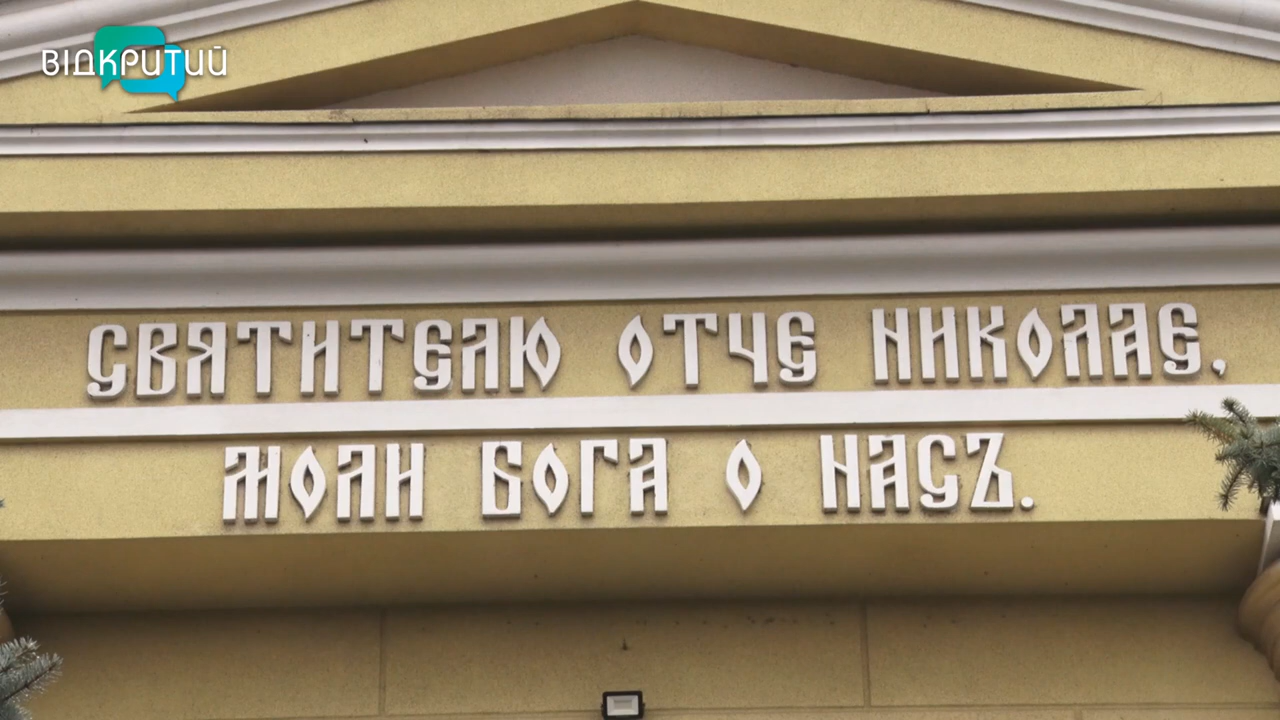 ВІДКРИТИЙ
СВЯТИТЕЛЮ ОТЧЕ НИКОЛАЕ,
МОЛИ БОГА О НАСЪ.